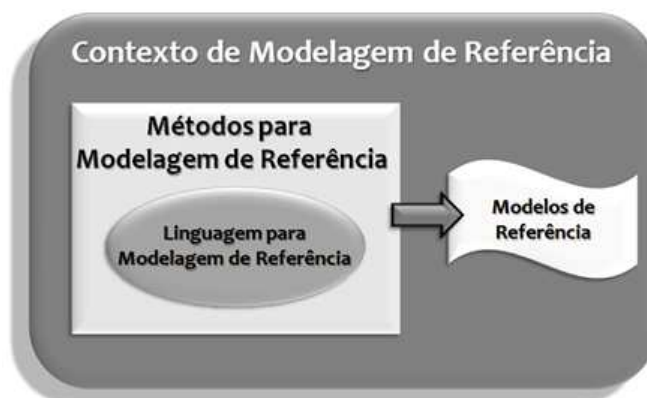 Contexto de Modelagem de Referência
Métodos para
Modelagem de Referência
Linguagem para
Modelagem de Referência
Modelos de
Referência